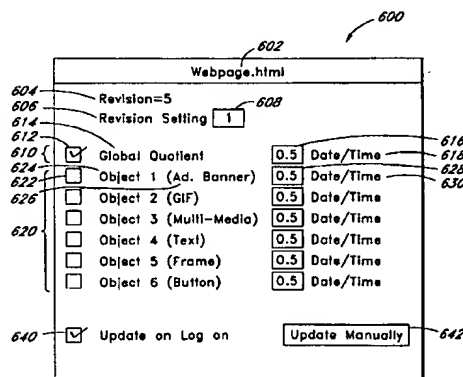 600
602
Webpage.html
604 Revision=5
606 Revision Setting 1 608
614
612 616
610 Global Quotient 0.5 Date/Time 618
624 628
622 Object 1 (Ad. Banner) 0.5 Date/Time 630
626 Object 2 (GIF) 0.5 Date/Time
Object 3 (Multi-Media) 0.5 Date/Time
620 Object 4 (Text) 0.5 Date/Time
Object 5 (Frame) 0.5 Date/Time
Object 6 (Button) 0.5 Date/Time
640 Update on Log on Update Manually 642